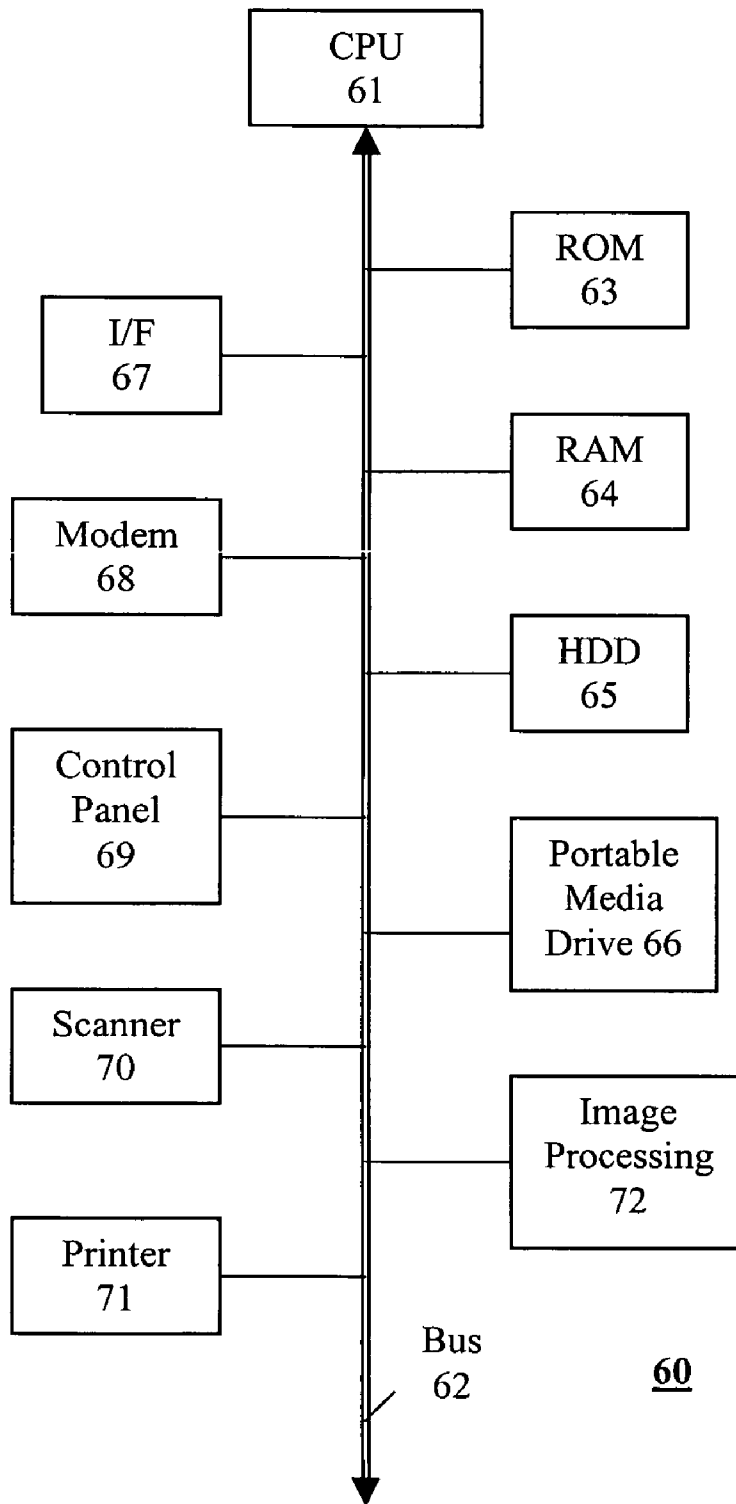 CPU
61
ROM
63
I/F
67
RAM
64
Modem
68
HDD
65
Control
Panel
69
Portable
Media
Drive 66
Scanner
70
Image
Processing
72
Printer
71
Bus
62
60